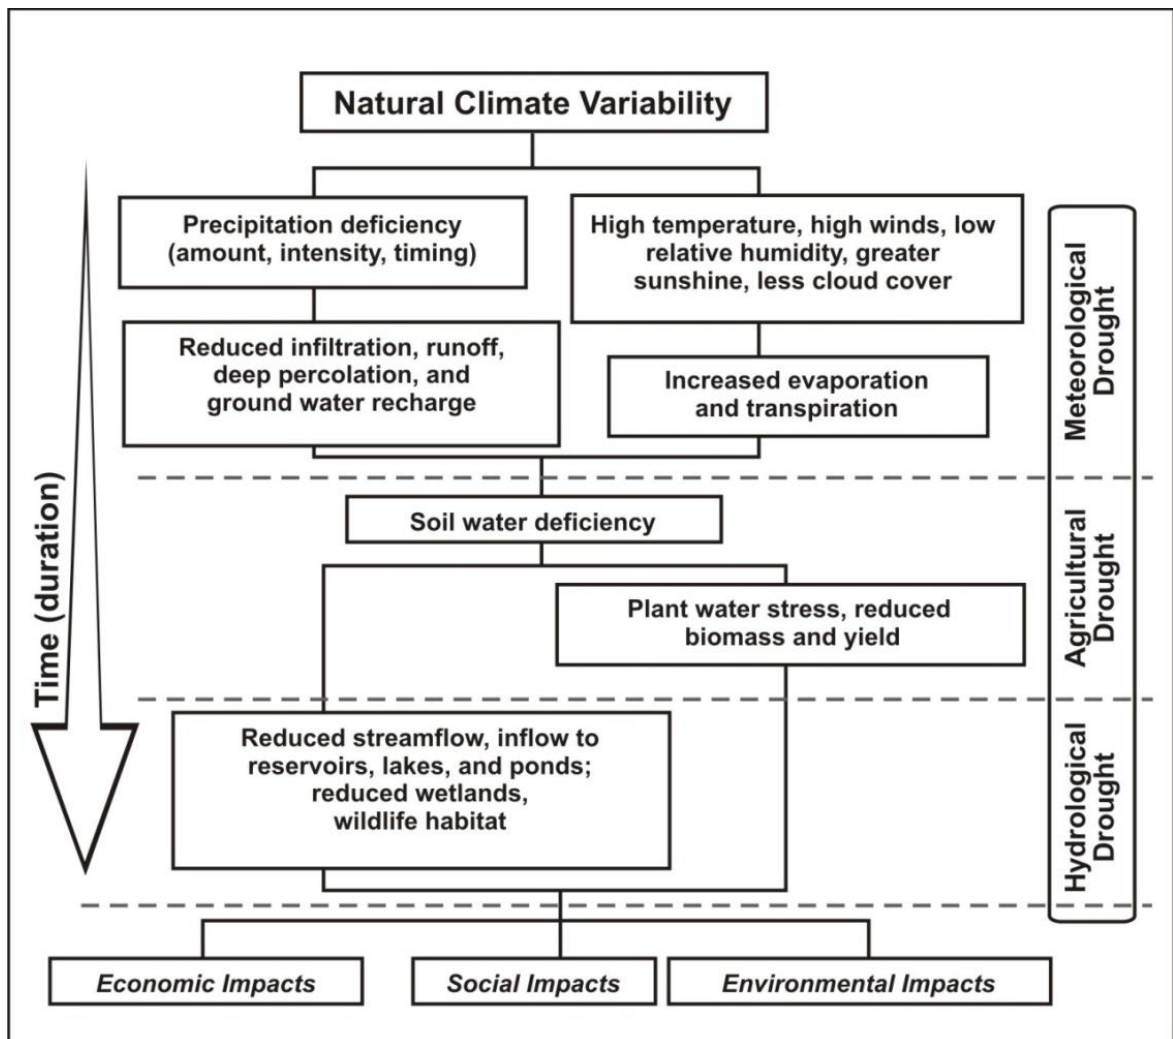 Natural Climate Variability
Precipitation deficiency
(amount, intensity, timing)
High temperature, high winds, low
relative humidity, greater
sunshine, less cloud cover
Reduced infiltration, runoff,
deep percolation, and
ground water recharge
Increased evaporation
and transpiration
Meteorological
Drought
Soil water deficiency
Plant water stress, reduced
biomass and yield
Agricultural
Drought
Time (duration)
Reduced streamflow, inflow to
reservoirs, lakes, and ponds;
reduced wetlands,
wildlife habitat
Hydrological
Drought
Economic Impacts
Social Impacts
Environmental Impacts